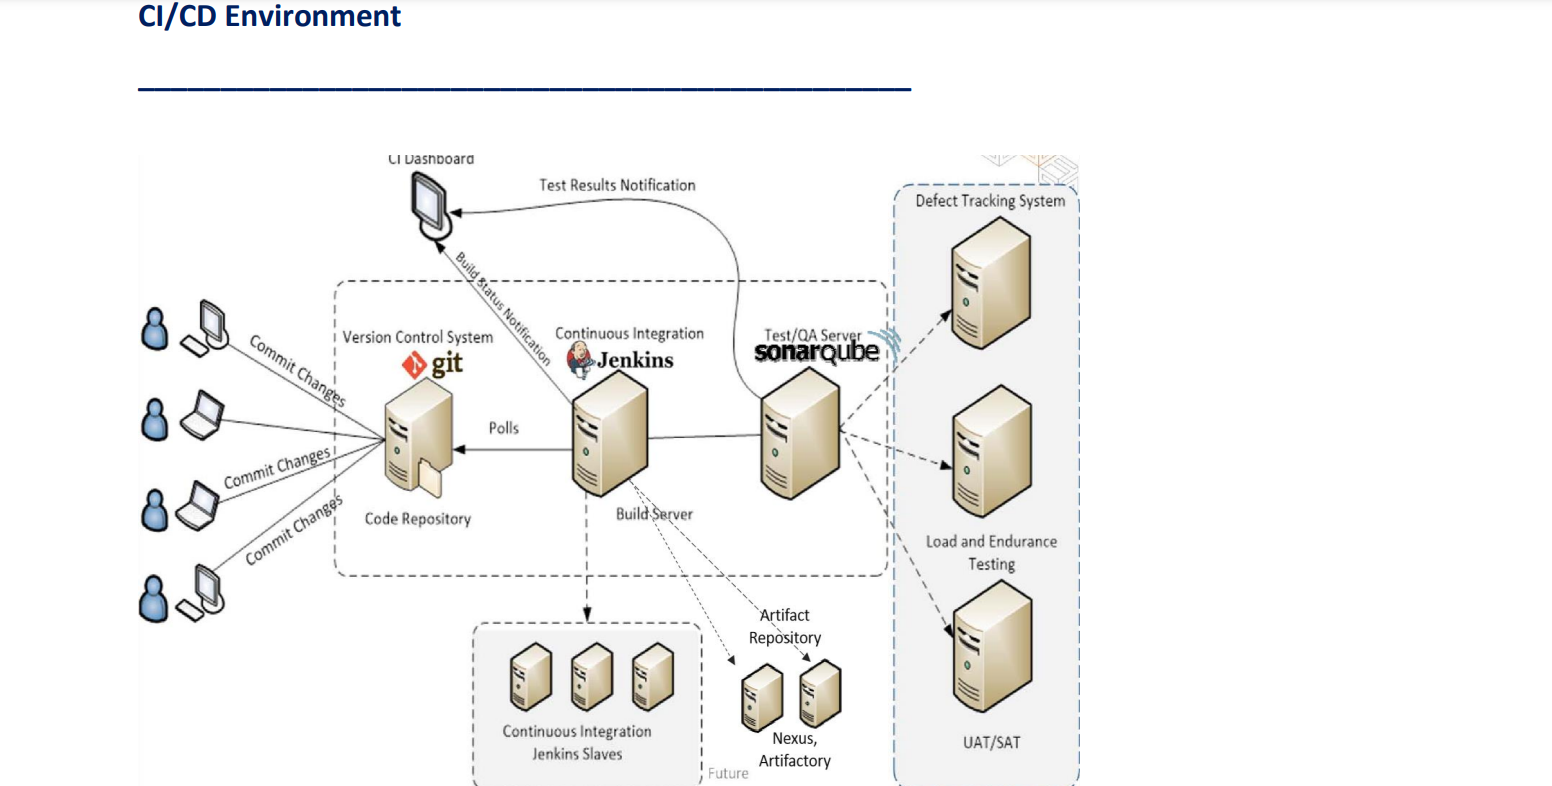 CI/CD Environment
CI Dashboard
Test Results Notification
Defect Tracking System
Build Status Notification
Version Control System
git
Continuous Integration
Jenkins
Test/QA Server
sonarqube
Commit Changes
Polls
Commit Changes
Commit Changes
Code Repository
Build Server
Load and Endurance
Testing
Artifact
Repository
Continuous Integration
Jenkins Slaves
Nexus,
Artifactory
UAT/SAT
Future